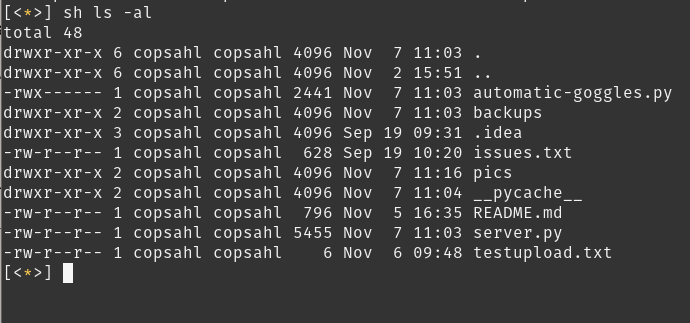 [<*>] sh ls -al
total 48
drwxr-xr-x 6 copsahl copsahl 4096 Nov  7 11:03 .
drwxr-xr-x 6 copsahl copsahl 4096 Nov  2 15:51 ..
-rwx------ 1 copsahl copsahl 2441 Nov  7 11:03 automatic-goggles.py
drwxr-xr-x 2 copsahl copsahl 4096 Nov  7 11:03 backups
drwxr-xr-x 3 copsahl copsahl 4096 Sep 19 09:31 .idea
-rw-r--r-- 1 copsahl copsahl  628 Sep 19 10:20 issues.txt
drwxr-xr-x 2 copsahl copsahl 4096 Nov  7 11:16 pics
drwxr-xr-x 2 copsahl copsahl 4096 Nov  7 11:04 __pycache__
-rw-r--r-- 1 copsahl copsahl  796 Nov  5 16:35 README.md
-rw-r--r-- 1 copsahl copsahl 5455 Nov  7 11:03 server.py
-rw-r--r-- 1 copsahl copsahl    6 Nov  6 09:48 testupload.txt
[<*>]